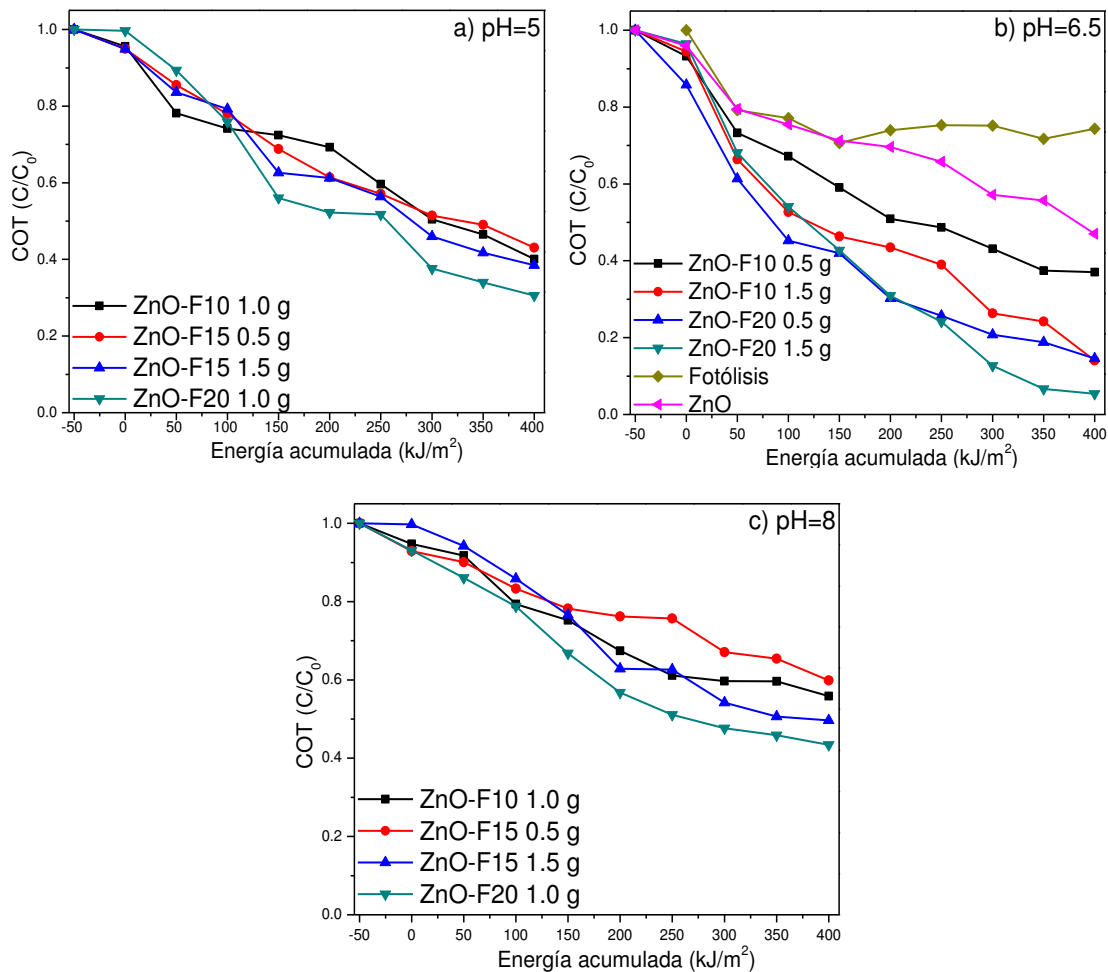 a) pH=5
COT (C/C₀)
1.0
0.8
0.6
0.4
0.2
0.0
ZnO-F10 1.0 g
ZnO-F15 0.5 g
ZnO-F15 1.5 g
ZnO-F20 1.0 g
-50 0 50 100 150 200 250 300 350 400
Energía acumulada (kJ/m²)
b) pH=6.5
COT (C/C₀)
1.0
0.8
0.6
0.4
0.2
0.0
ZnO-F10 0.5 g
ZnO-F10 1.5 g
ZnO-F20 0.5 g
ZnO-F20 1.5 g
Fotólisis
ZnO
-50 0 50 100 150 200 250 300 350 400
Energía acumulada (kJ/m²)
c) pH=8
COT (C/C₀)
1.0
0.8
0.6
0.4
0.2
0.0
ZnO-F10 1.0 g
ZnO-F15 0.5 g
ZnO-F15 1.5 g
ZnO-F20 1.0 g
-50 0 50 100 150 200 250 300 350 400
Energía acumulada (kJ/m²)